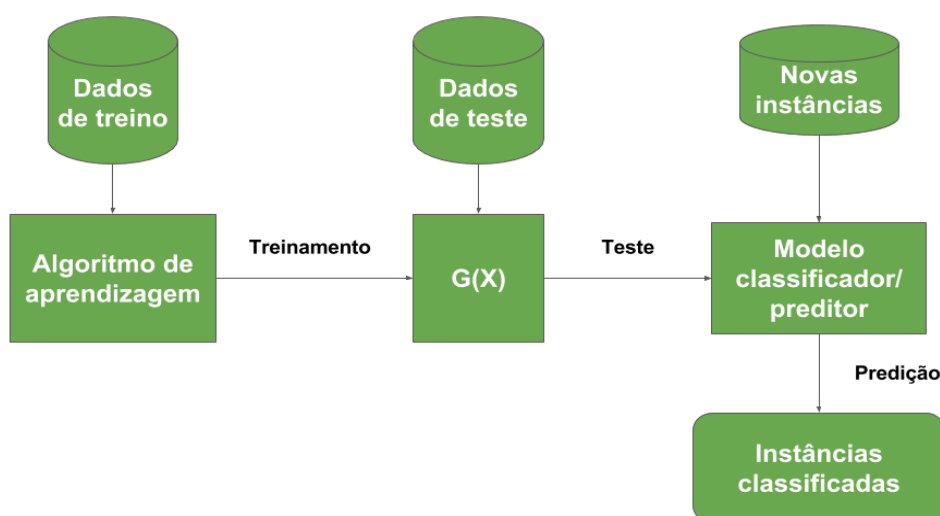 Dados
de treino
Dados
de teste
Novas
instâncias
Algoritmo de
aprendizagem
Treinamento
G(X)
Teste
Modelo
classificador/
preditor
Predição
Instâncias
classificadas